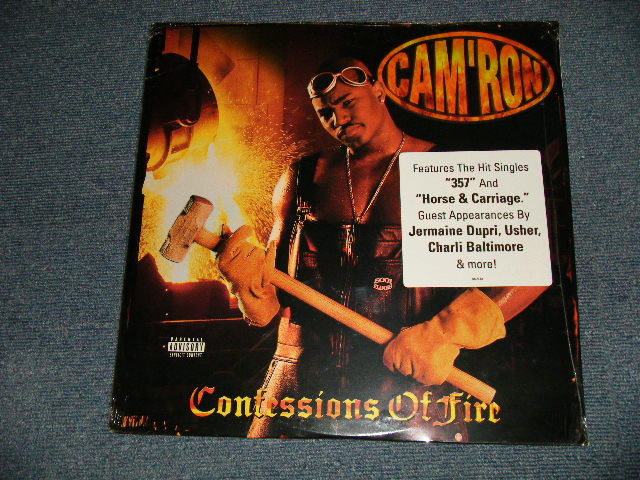 CAM'RON
Features The Hit Singles
"357" And
"Horse & Carriage."
Guest Appearances By
Jermaine Dupri, Usher,
Charli Baltimore
& more!
PARENTAL
ADVISORY
EXPLICIT CONTENT
Confessions Of Fire